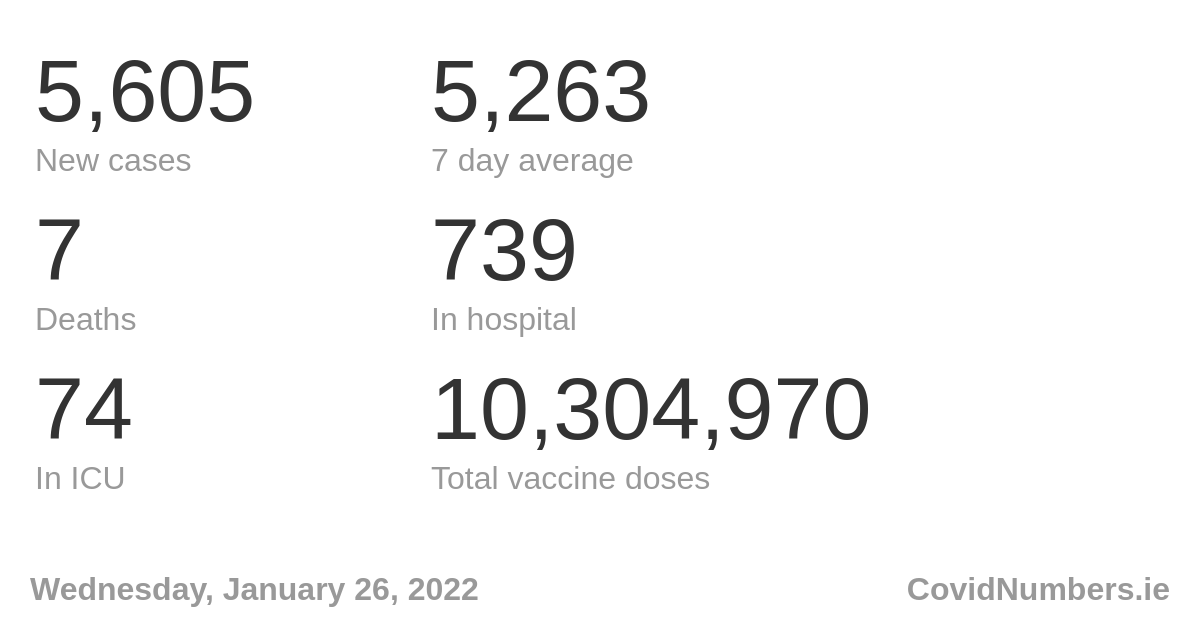 5,605
5,263
New cases
7 day average
7
739
Deaths
In hospital
74
10,304,970
In ICU
Total vaccine doses
Wednesday, January 26, 2022
CovidNumbers.ie